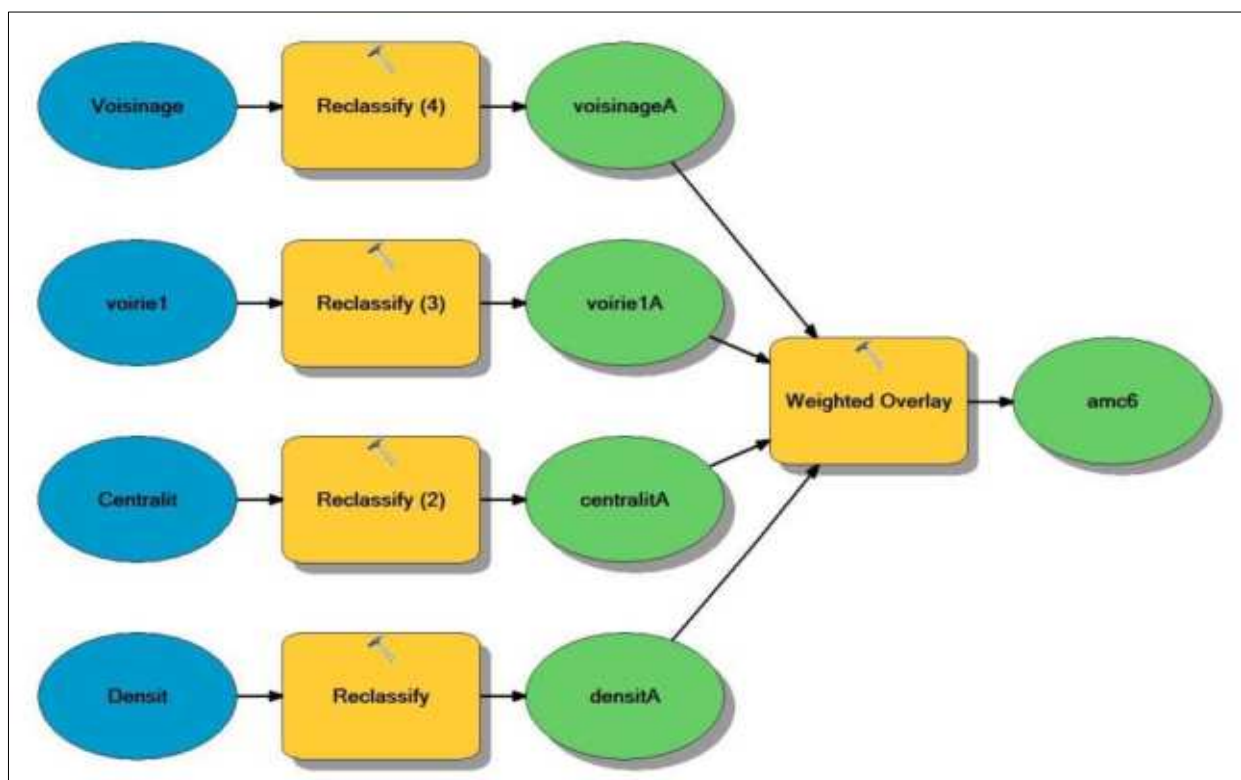 Voisinage
Reclassify (4)
voisinageA
voirie1
Reclassify (3)
voirie1A
Weighted Overlay
amc6
Centralit
Reclassify (2)
centralitA
Densit
Reclassify
densitA